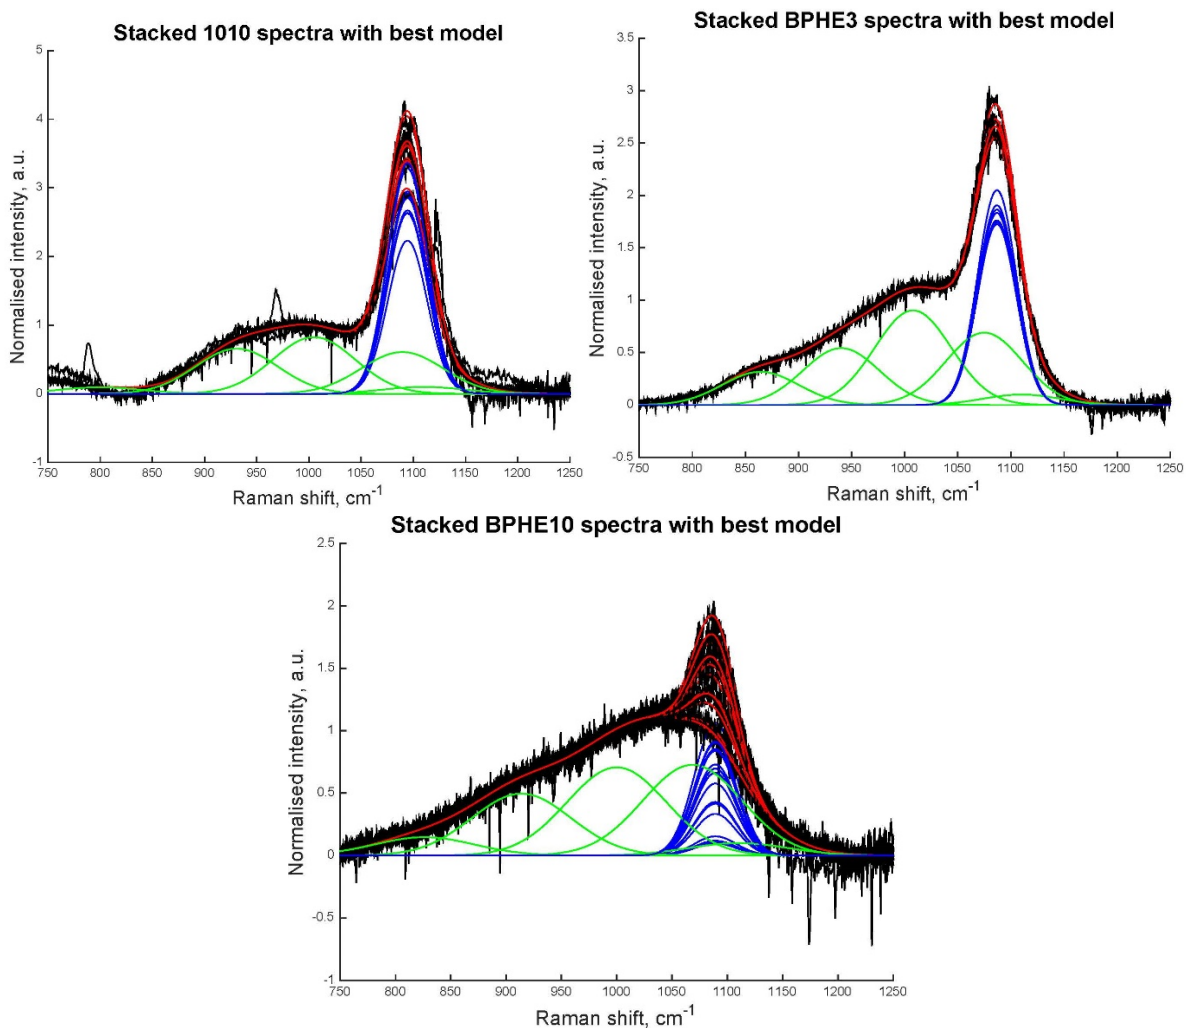 Stacked 1010 spectra with best model
5
4
3
2
1
0
-1
Normalised intensity, a.u.
750 800 850 900 950 1000 1050 1100 1150 1200 1250
Raman shift, cm-1
Stacked BPHE3 spectra with best model
3.5
3
2.5
2
1.5
1
0.5
0
-0.5
Normalised intensity, a.u.
750 800 850 900 950 1000 1050 1100 1150 1200 1250
Raman shift, cm-1
Stacked BPHE10 spectra with best model
2.5
2
1.5
1
0.5
0
-0.5
-1
Normalised intensity, a.u.
750 800 850 900 950 1000 1050 1100 1150 1200 1250
Raman shift, cm-1